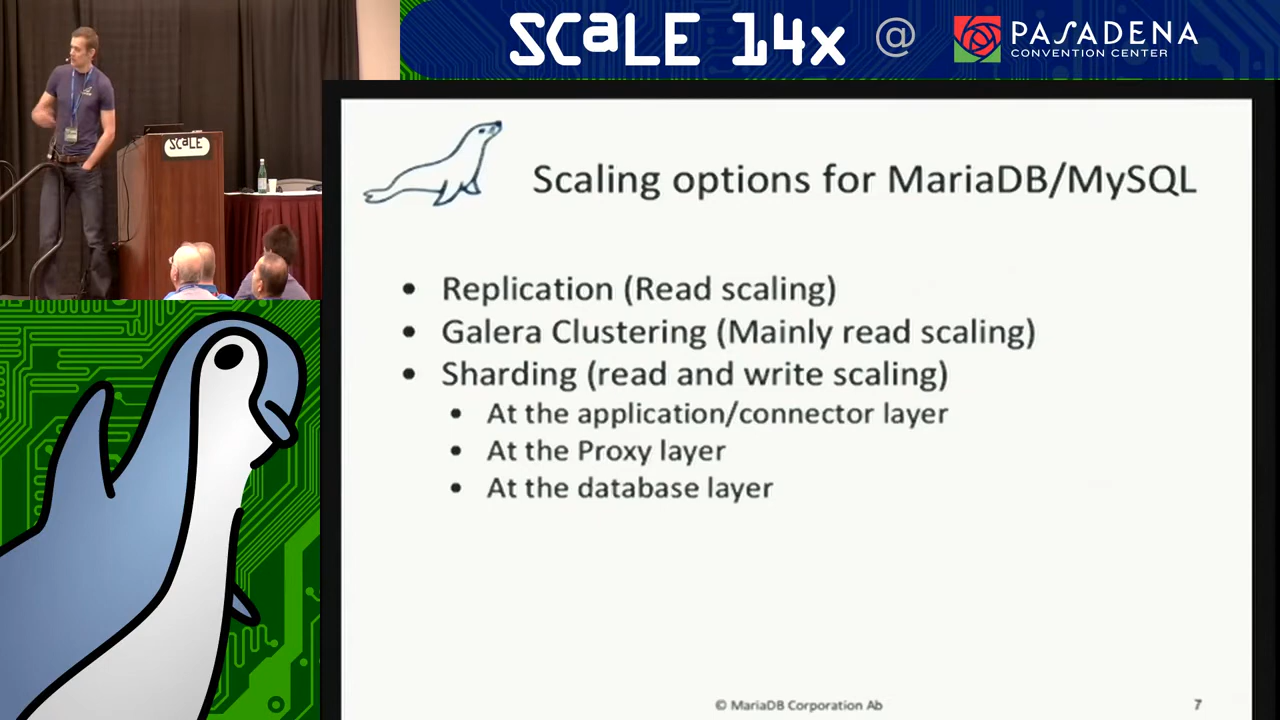 SCALE 14x @ PASADENA
CONVENTION CENTER
SCALE
Scaling options for MariaDB/MySQL
• Replication (Read scaling)
• Galera Clustering (Mainly read scaling)
• Sharding (read and write scaling)
• At the application/connector layer
• At the Proxy layer
• At the database layer
© MariaDB Corporation Ab
7